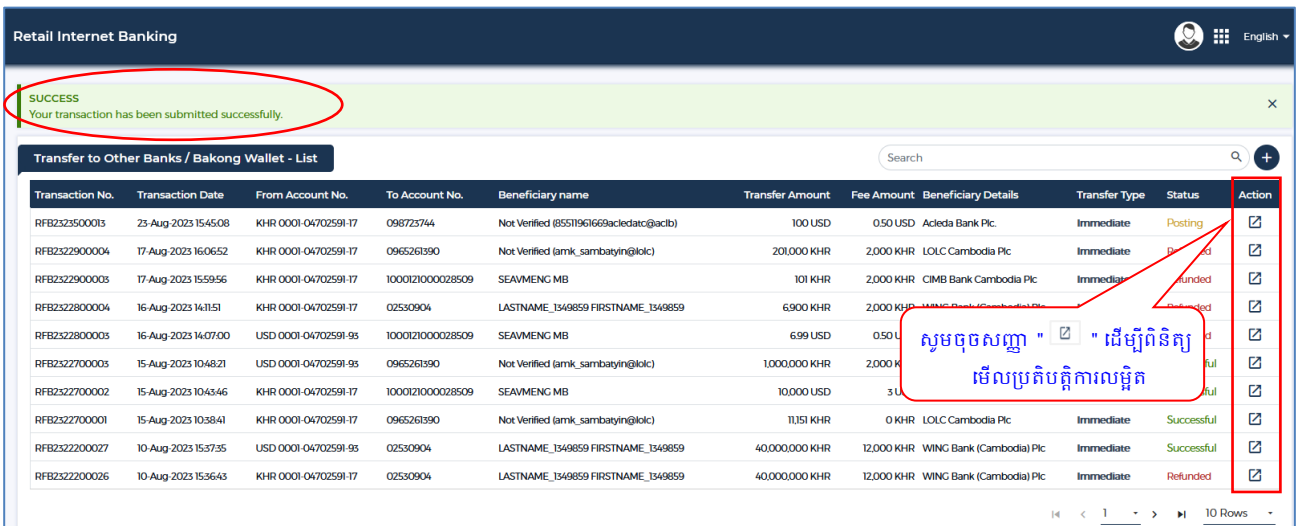 Retail Internet Banking
English
SUCCESS
Your transaction has been submitted successfully.
Transfer to Other Banks / Bakong Wallet - List
Search
Transaction No. Transaction Date From Account No. To Account No. Beneficiary name Transfer Amount Fee Amount Beneficiary Details Transfer Type Status Action
RFB2323500013 23-Aug-2023 15:45:08 KHR 0001-04702591-17 098723744 Not Verified (85511961669acledatc@aclb) 100 USD 0.50 USD Acleda Bank Plc. Immediate Posting
RFB2322900004 17-Aug-2023 16:06:52 KHR 0001-04702591-17 0965261390 Not Verified (amk_sambatyin@lolc) 201,000 KHR 2,000 KHR LOLC Cambodia Plc Immediate
RFB2322900003 17-Aug-2023 15:59:56 KHR 0001-04702591-17 1000121000028509 SEAVMENG MB 101 KHR 2,000 KHR CIMB Bank Cambodia Plc Immediate
RFB2322800004 16-Aug-2023 14:11:51 KHR 0001-04702591-17 02530904 LASTNAME_1349859 FIRSTNAME_1349859 6,900 KHR 2,000 KHR WING Bank (Cambodia) Plc Refunded
RFB2322800003 16-Aug-2023 14:07:00 USD 0001-04702591-93 1000121000028509 SEAVMENG MB 6.99 USD 0.50
RFB2322700003 15-Aug-2023 10:48:21 USD 0001-04702591-93 0965261390 Not Verified (amk_sambatyin@lolc) 1,000,000 KHR 2,000
RFB2322700002 15-Aug-2023 10:43:46 KHR 0001-04702591-17 1000121000028509 SEAVMENG MB 10,000 USD 3
RFB2322700001 15-Aug-2023 10:38:41 KHR 0001-04702591-17 0965261390 Not Verified (amk_sambatyin@lolc) 11,151 KHR 0 KHR LOLC Cambodia Plc Immediate Successful
RFB2322200027 10-Aug-2023 15:37:35 USD 0001-04702591-93 02530904 LASTNAME_1349859 FIRSTNAME_1349859 40,000,000 KHR 12,000 KHR WING Bank (Cambodia) Plc Immediate Successful
RFB2322200026 10-Aug-2023 15:36:43 KHR 0001-04702591-17 02530904 LASTNAME_1349859 FIRSTNAME_1349859 40,000,000 KHR 12,000 KHR WING Bank (Cambodia) Plc Immediate Refunded
សូមចុចសញ្ញា " " ដើម្បីពិនិត្យ
មើលប្រតិបត្តិការលម្អិត
1 10 Rows